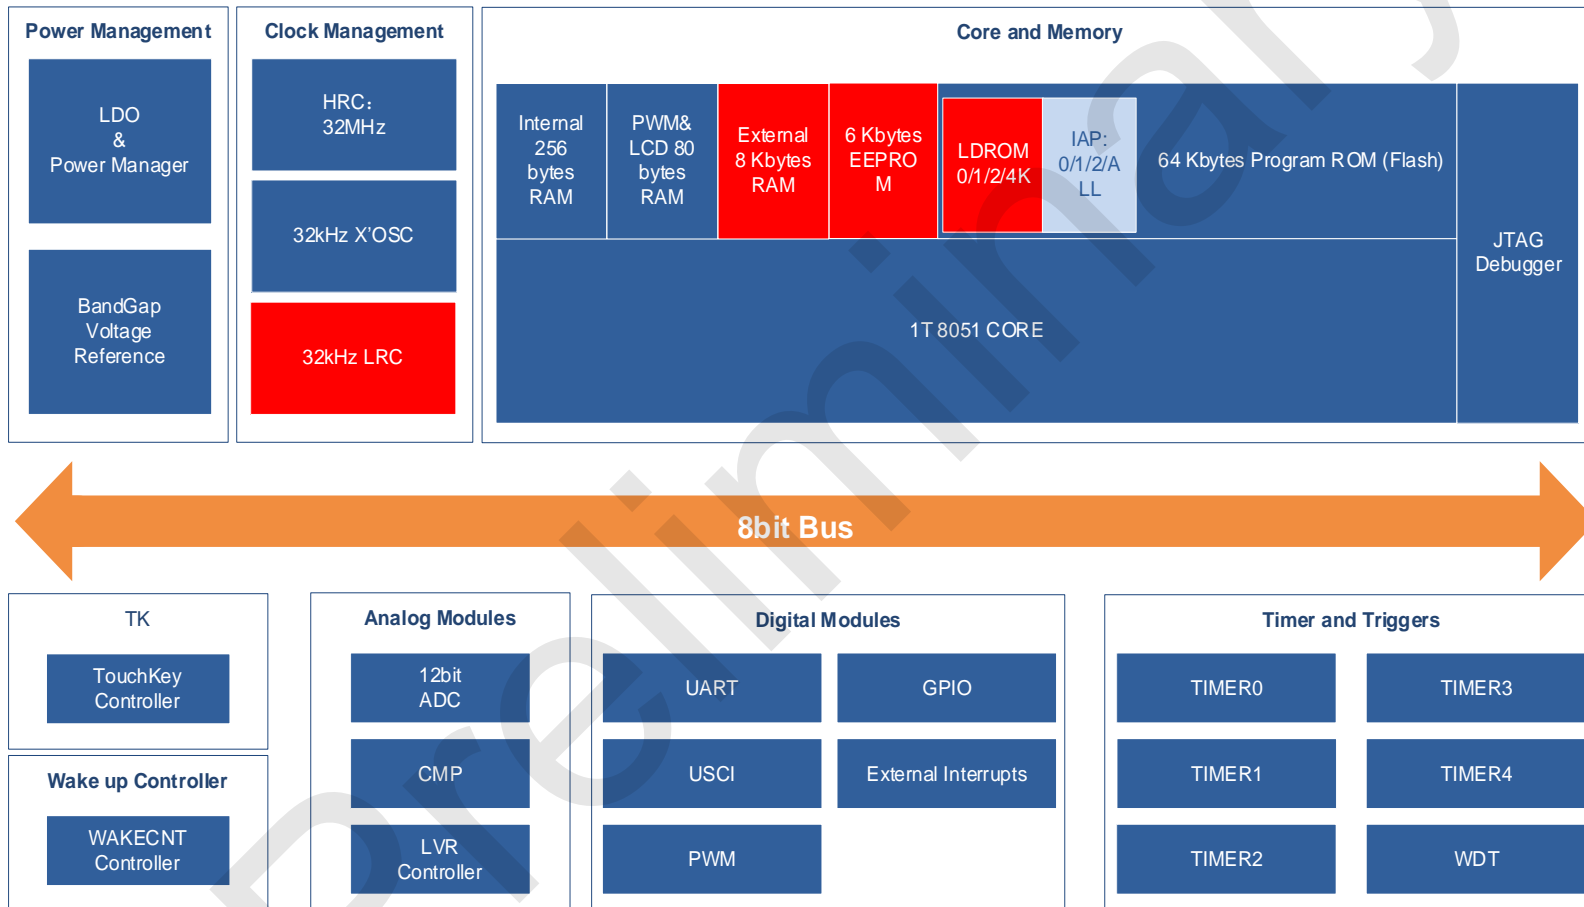 Power Management
LDO
&
Power Manager
BandGap
Voltage
Reference
Clock Management
HRC：
32MHz
32kHz X’OSC
32kHz LRC
Core and Memory
Internal
256
bytes
RAM
PWM&
LCD 80
bytes
RAM
External
8 Kbytes
RAM
6 Kbytes
EEPRO
M
LDROM
0/1/2/4K
IAP:
0/1/2/A
LL
64 Kbytes Program ROM (Flash)
1T 8051 CORE
JTAG
Debugger
8bit Bus
TK
TouchKey
Controller
Wake up Controller
WAKECNT
Controller
Analog Modules
12bit
ADC
CMP
LVR
Controller
Digital Modules
UART
GPIO
USCI
External Interrupts
PWM
Timer and Triggers
TIMER0
TIMER3
TIMER1
TIMER4
TIMER2
WDT
Preliminary